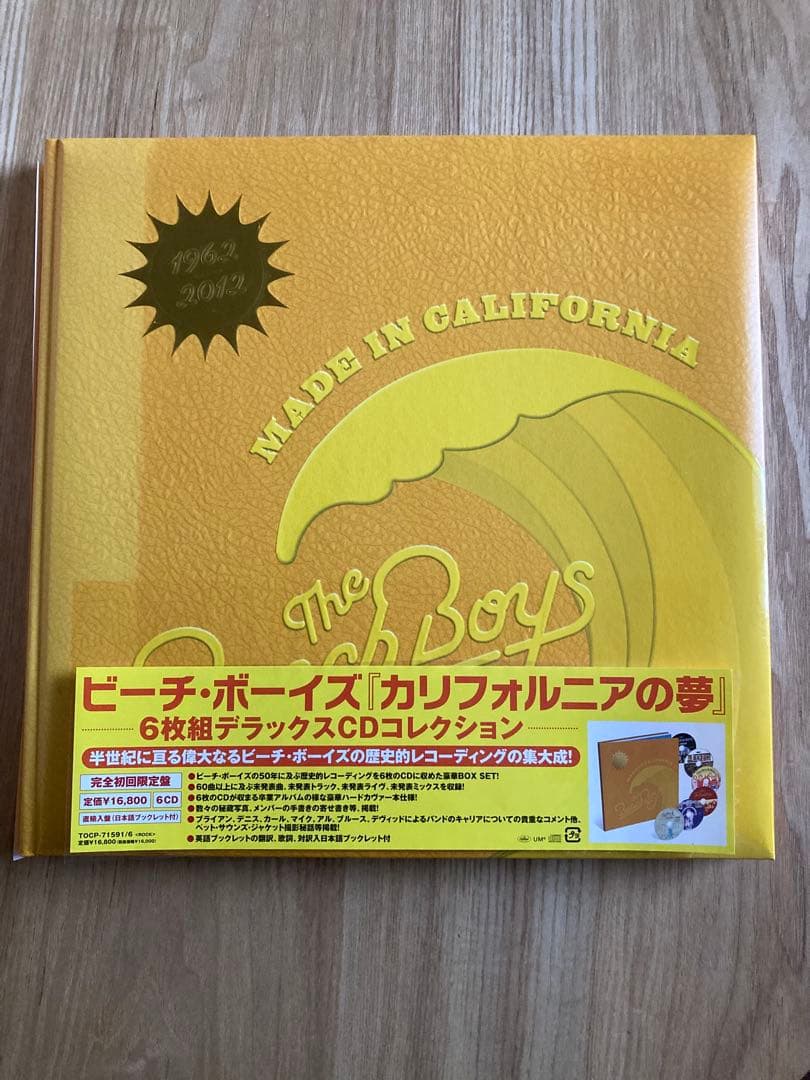 1962
2012
MADE IN CALIFORNIA
The
Beach Boys
ビーチ・ボーイズ『カリフォルニアの夢』
6枚組デラックスCDコレクション
半世紀に亘る偉大なるビーチ・ボーイズの歴史的レコーディングの集大成!
完全初回限定盤
定価¥16,800 6CD
直輸入盤(日本語ブックレット付)
TOCP-71591/6 <ROCK>
定価¥16,800(税抜価格¥16,000)
●ビーチ・ボーイズの50年に及ぶ歴史的レコーディングを6枚のCDに収めた豪華BOX SET!
●60曲以上に及ぶ未発表曲、未発表トラック、未発表ライヴ、未発表ミックスを収録!
●6枚のCDが収まる卒業アルバムの様な豪華ハードカヴァー仕様!
●数々の秘蔵写真、メンバーの手書きの寄せ書き等、掲載!
●ブライアン、デニス、カール、マイク、アル、ブルース、デヴィッドによるバンドのキャリアについての貴重なコメント他、
ペット・サウンズ・ジャケット撮影秘話等掲載!
●英語ブックレットの翻訳、歌詞、対訳入日本語ブックレット付
UMe